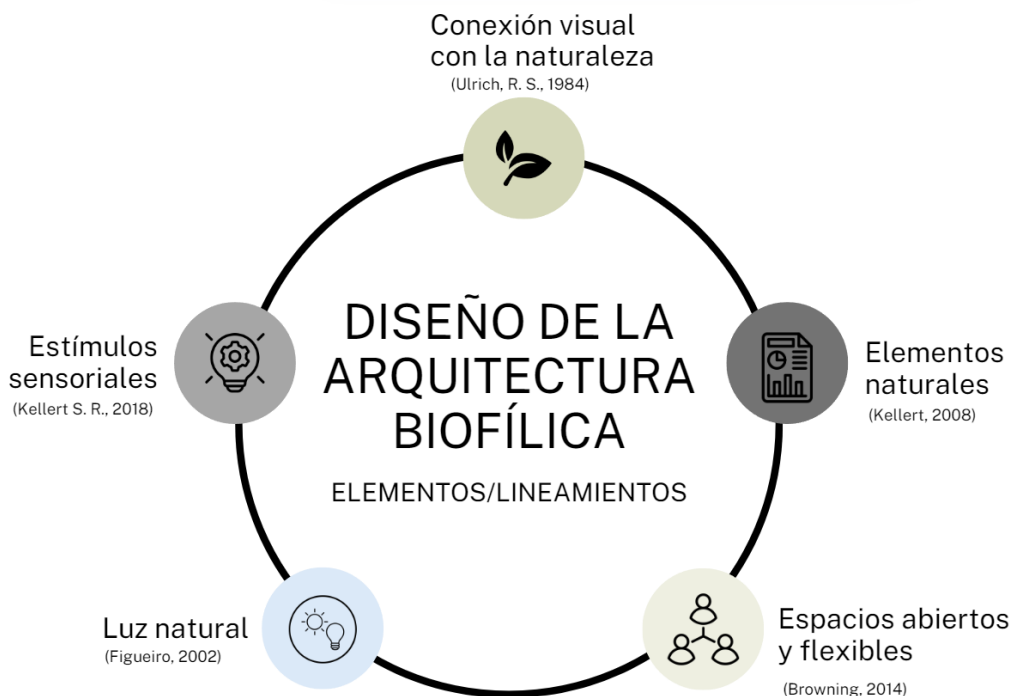 Conexión visual
con la naturaleza
(Ulrich, R. S., 1984)
Estímulos
sensoriales
(Kellert S. R., 2018)
DISEÑO DE LA
ARQUITECTURA
BIOFÍLICA
ELEMENTOS/LINEAMIENTOS
Elementos
naturales
(Kellert, 2008)
Luz natural
(Figueiro, 2002)
Espacios abiertos
y flexibles
(Browning, 2014)